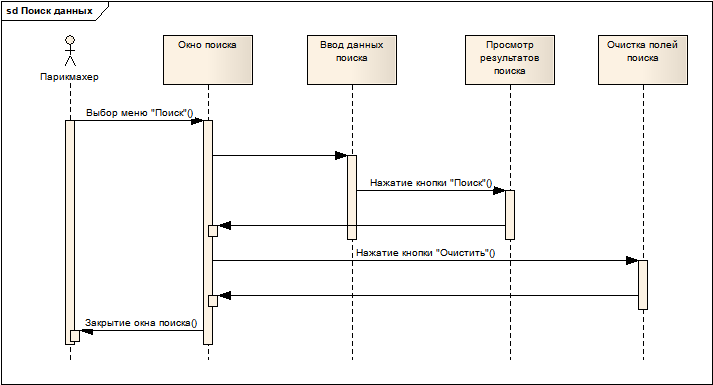 sd Поиск данных
Парикмахер
Окно поиска
Ввод данных
поиска
Просмотр
результатов
поиска
Очистка полей
поиска
Выбор меню "Поиск"()
Нажатие кнопки "Поиск"()
Нажатие кнопки "Очистить"()
Закрытие окна поиска()